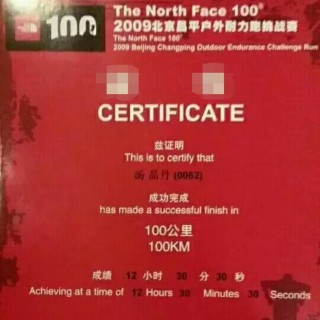 100
The North Face 100®
2009北京昌平户外耐力跑挑战赛
The North Face 100®
2009 Beijing Changping Outdoor Endurance Challenge Run
CERTIFICATE
兹证明
This is to certify that
晶丹 (0062)
成功完成
has made a successful finish in
100公里
100KM
成绩 12 小时 30 分 30 秒
Achieving at a time of 12 Hours 30 Minutes 30 Seconds